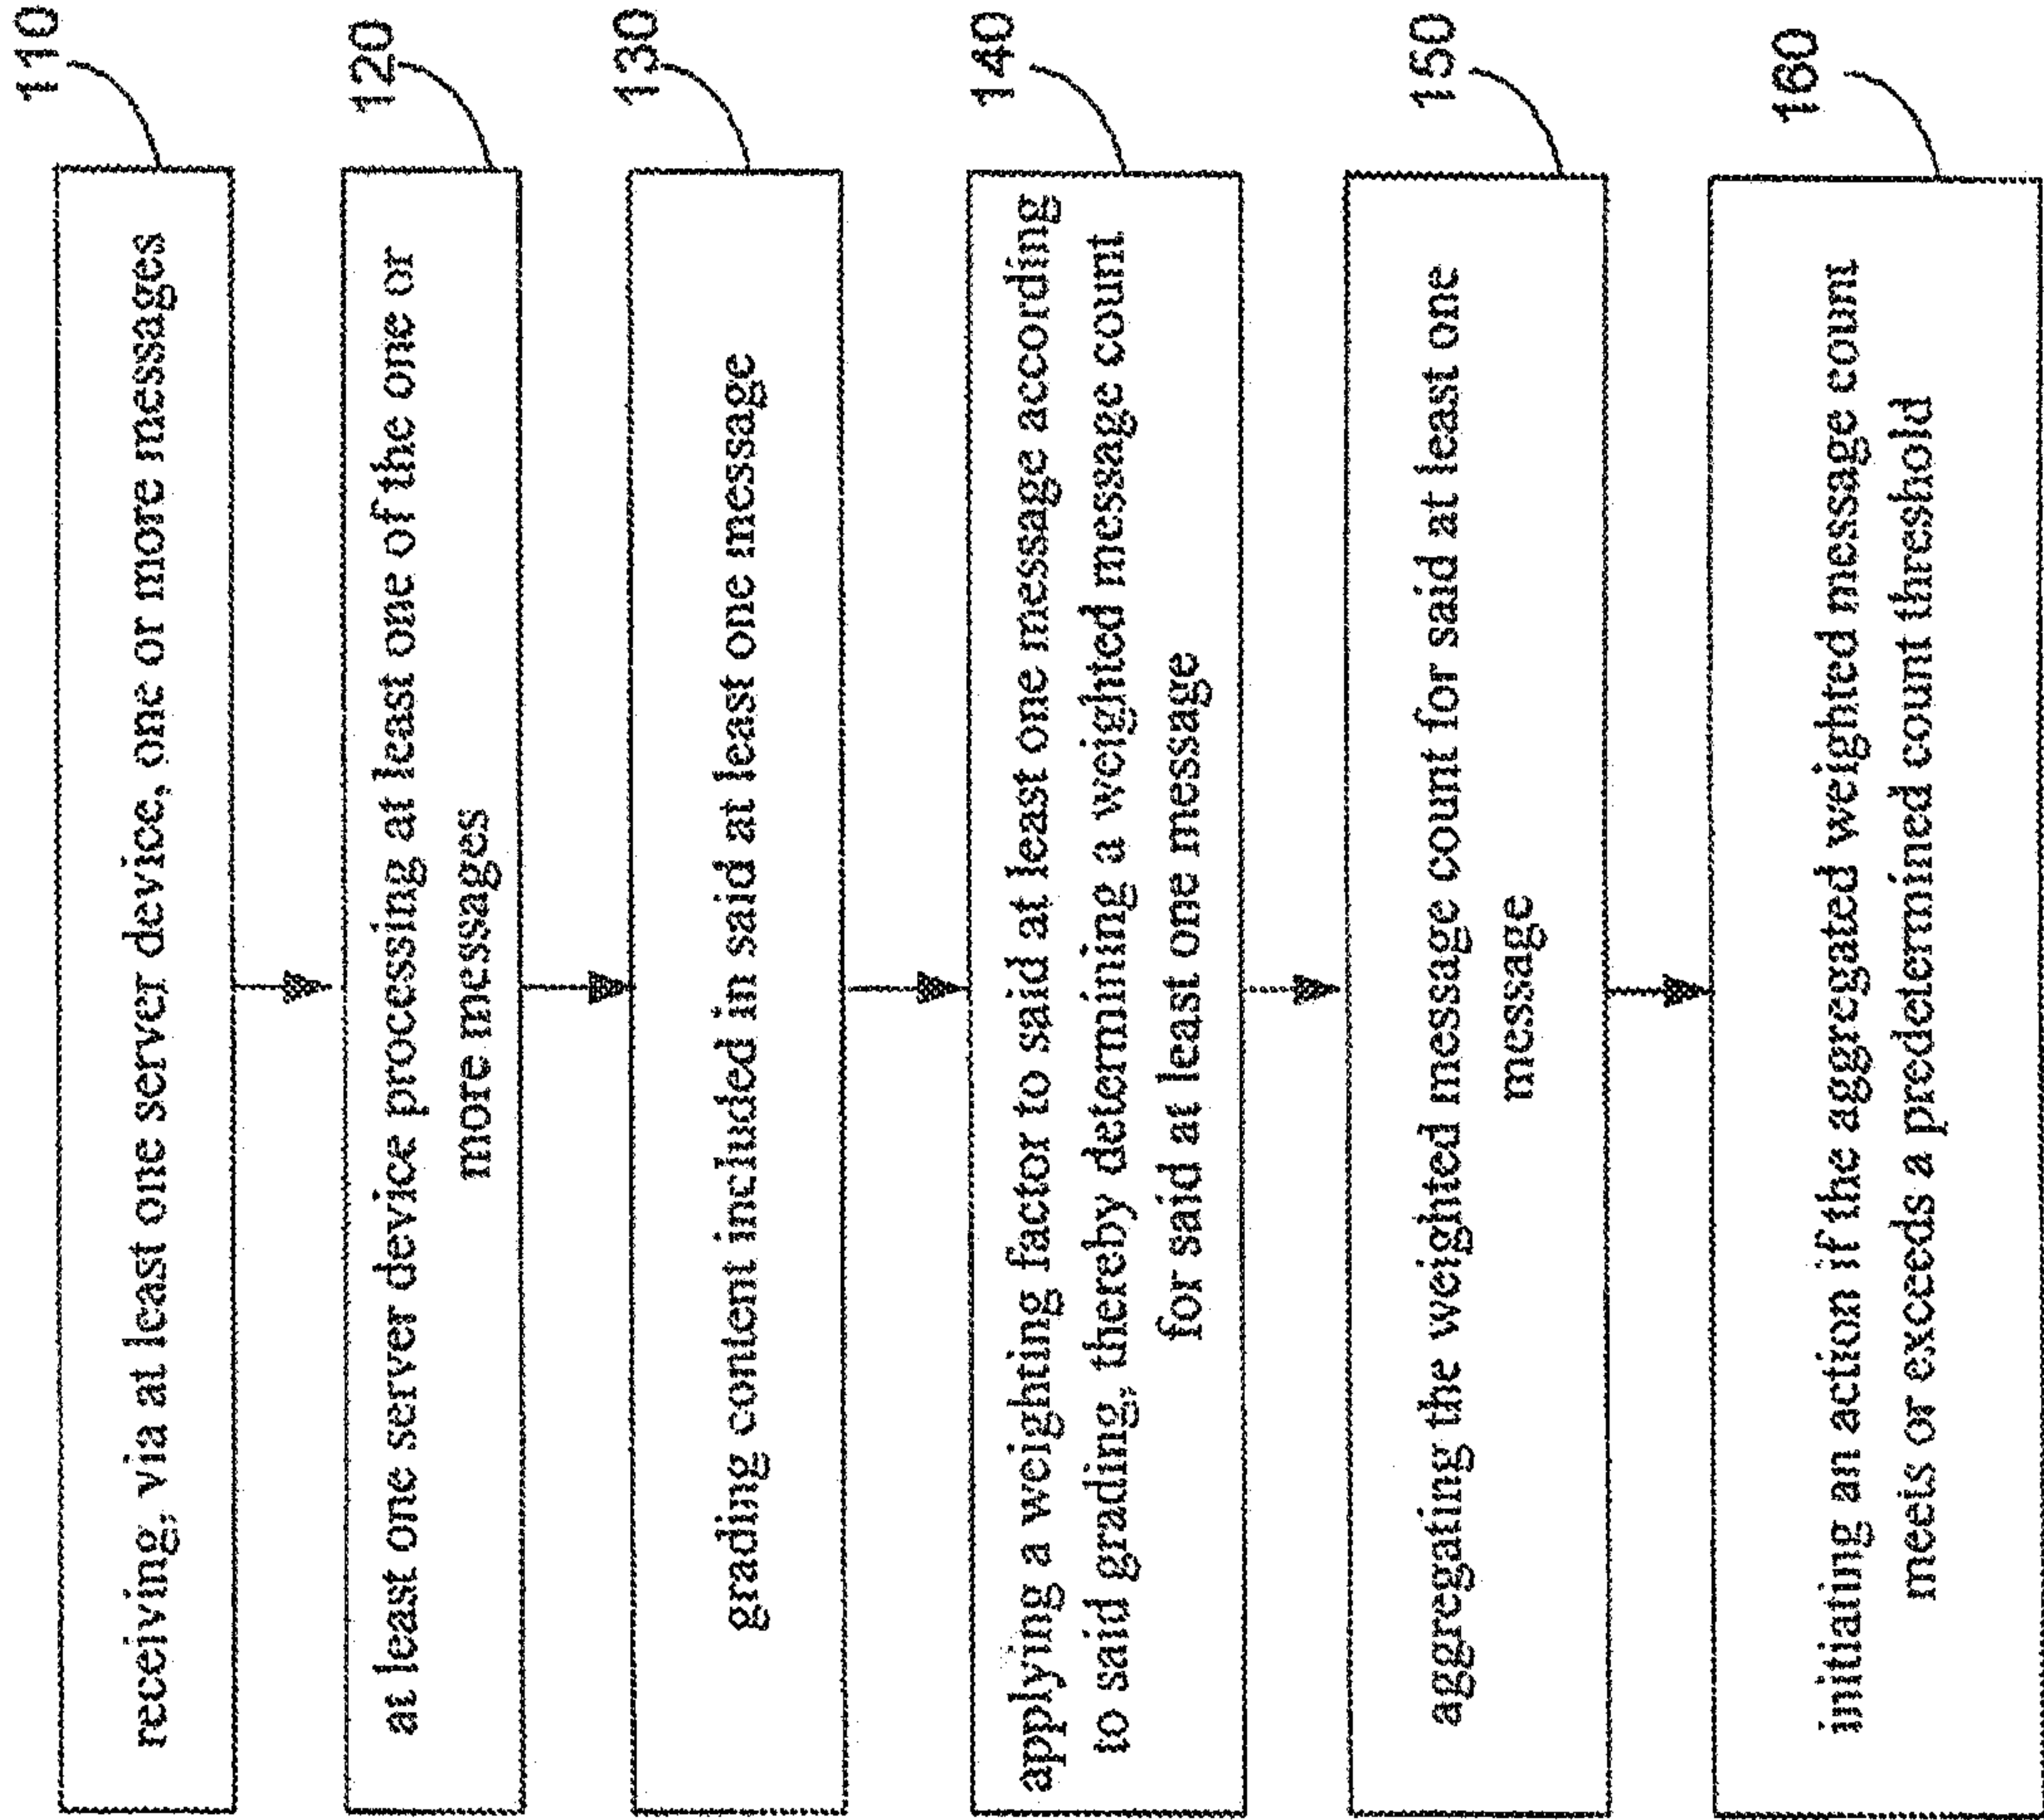 110
receiving, via at least one server device, one or more messages
120
at least one server device processing at least one of the one or
more messages
130
grading content included in said at least one message
140
applying a weighting factor to said at least one message according
to said grading, thereby determining a weighted message count
for said at least one message
150
aggregating the weighted message count for said at least one
message
160
initiating an action if the aggregated weighted message count
meets or exceeds a predetermined count threshold